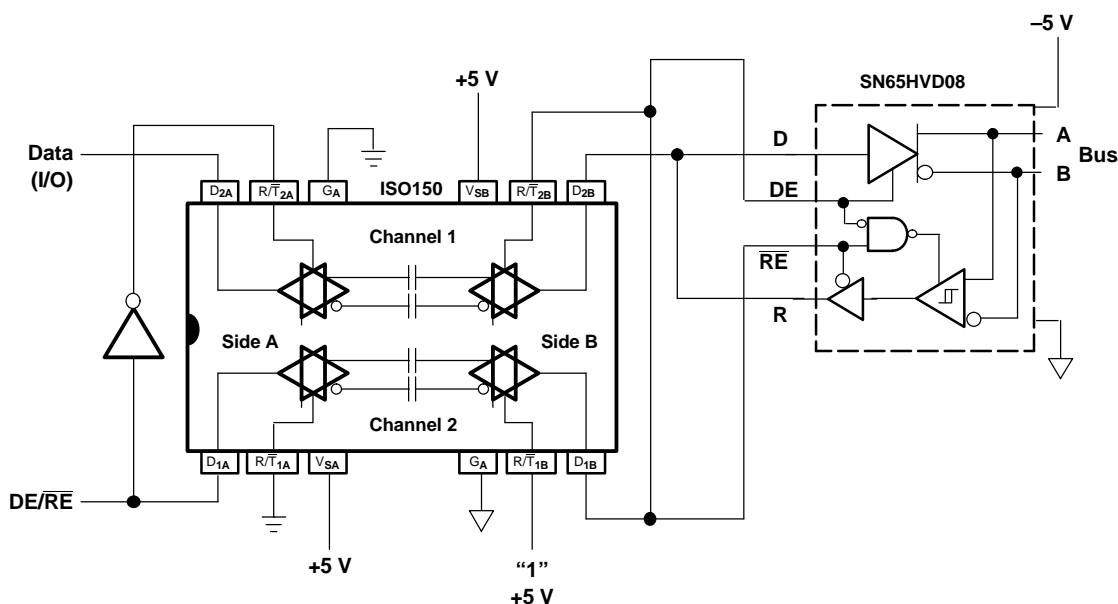 –5 V
+5 V
SN65HVD08
Data
(I/O)
D
A
Bus
B
DE
RE
R
D2A
R/T2A
GA
ISO150
VSB
R/T2B
D2B
Channel 1
Side A
Side B
Channel 2
D1A
R/T1A
VSA
GA
R/T1B
D1B
DE/RE
+5 V
“1”
+5 V